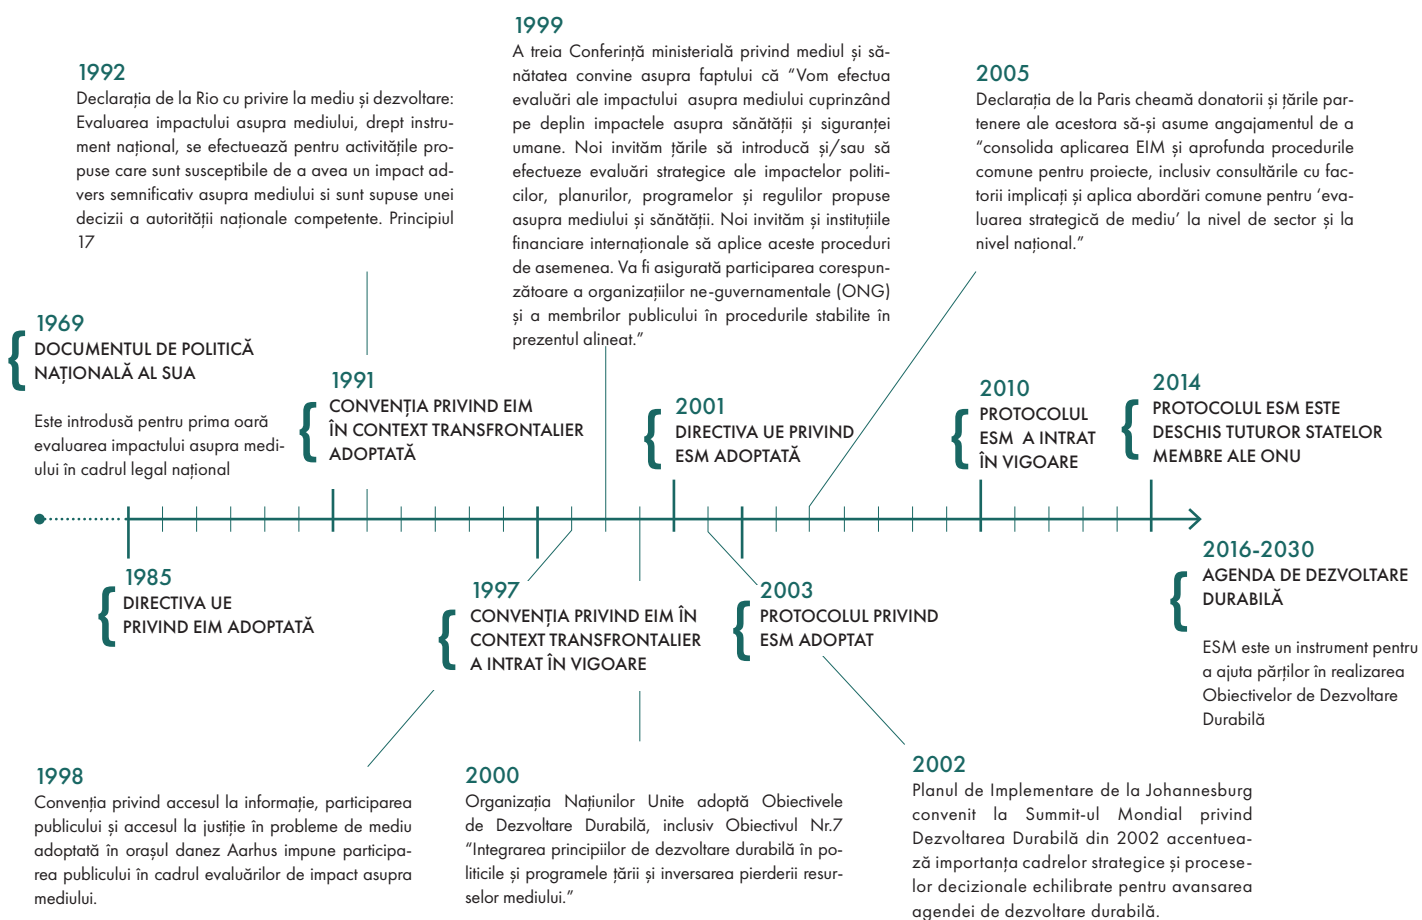 1999
A treia Conferință ministerială privind mediul și să-
nătatea convine asupra faptului că “Vom efectua
evaluări ale impactului asupra mediului cuprinzând
pe deplin impactele asupra sănătății și siguranței
umane. Noi invităm țările să introducă și/sau să
efectueze evaluări strategice ale impactelor politi-
cilor, planurilor, programelor și regulilor propuse
asupra mediului și sănătății. Noi invităm și instituțiile
financiare internaționale să aplice aceste proceduri
de asemenea. Va fi asigurată participarea corespun-
zătoare a organizațiilor ne-guvernamentale (ONG)
și a membrilor publicului în procedurile stabilite în
prezentul alineat.”
1992
Declarația de la Rio cu privire la mediu și dezvoltare:
Evaluarea impactului asupra mediului, drept instru-
ment național, se efectuează pentru activitățile pro-
puse care sunt susceptibile de a avea un impact ad-
vers semnificativ asupra mediului si sunt supuse unei
decizii a autorității naționale competente. Principiul
17
2005
Declarația de la Paris cheamă donatorii și țările par-
tenere ale acestora să-și asume angajamentul de a
“consolida aplicarea EIM și aprofunda procedurile
comune pentru proiecte, inclusiv consultările cu fac-
torii implicați și aplica abordări comune pentru ‘eva-
luarea strategică de mediu’ la nivel de sector și la
nivel național.”
1969
DOCUMENTUL DE POLITICĂ
NAȚIONALĂ AL SUA
Este introdusă pentru prima oară
evaluarea impactului asupra medi-
ului în cadrul legal național
1991
CONVENȚIA PRIVIND EIM
ÎN CONTEXT TRANSFRONTALIER
ADOPTATĂ
2001
DIRECTIVA UE PRIVIND
ESM ADOPTATĂ
2010
PROTOCOLUL
ESM A INTRAT
ÎN VIGOARE
2014
PROTOCOLUL ESM ESTE
DESCHIS TUTUROR STATELOR
MEMBRE ALE ONU
1985
DIRECTIVA UE
PRIVIND EIM ADOPTATĂ
1997
CONVENȚIA PRIVIND EIM ÎN
CONTEXT TRANSFRONTALIER
A INTRAT ÎN VIGOARE
2003
PROTOCOLUL PRIVIND
ESM ADOPTAT
2016-2030
AGENDA DE DEZVOLTARE
DURABILĂ
ESM este un instrument pentru
a ajuta părților în realizarea
Obiectivelor de Dezvoltare
Durabilă
1998
Convenția privind accesul la informație, participarea
publicului și accesul la justiție în probleme de mediu
adoptată în orașul danez Aarhus impune participa-
rea publicului în cadrul evaluărilor de impact asupra
mediului.
2000
Organizația Națiunilor Unite adoptă Obiectivele
de Dezvoltare Durabilă, inclusiv Obiectivul Nr.7
“Integrarea principiilor de dezvoltare durabilă în po-
liticile și programele țării și inversarea pierderii resur-
selor mediului.”
2002
Planul de Implementare de la Johannesburg
convenit la Summit-ul Mondial privind
Dezvoltarea Durabilă din 2002 accentuea-
ză importanța cadrelor strategice și procese-
lor decizionale echilibrate pentru avansarea
agendei de dezvoltare durabilă.